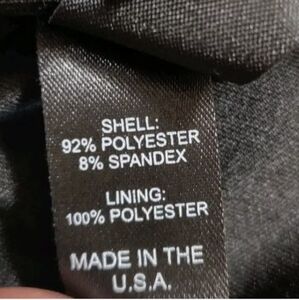 SHELL:
92% POLYESTER
8% SPANDEX
LINING:
100% POLYESTER
MADE IN THE
U.S.A.